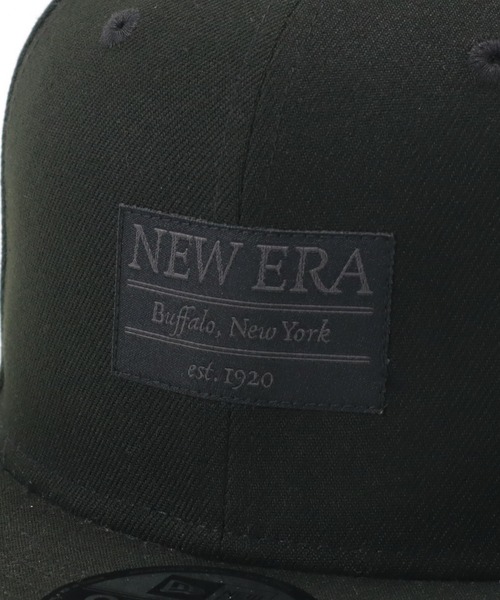 NEW ERA
Buffalo, New York
est. 1920